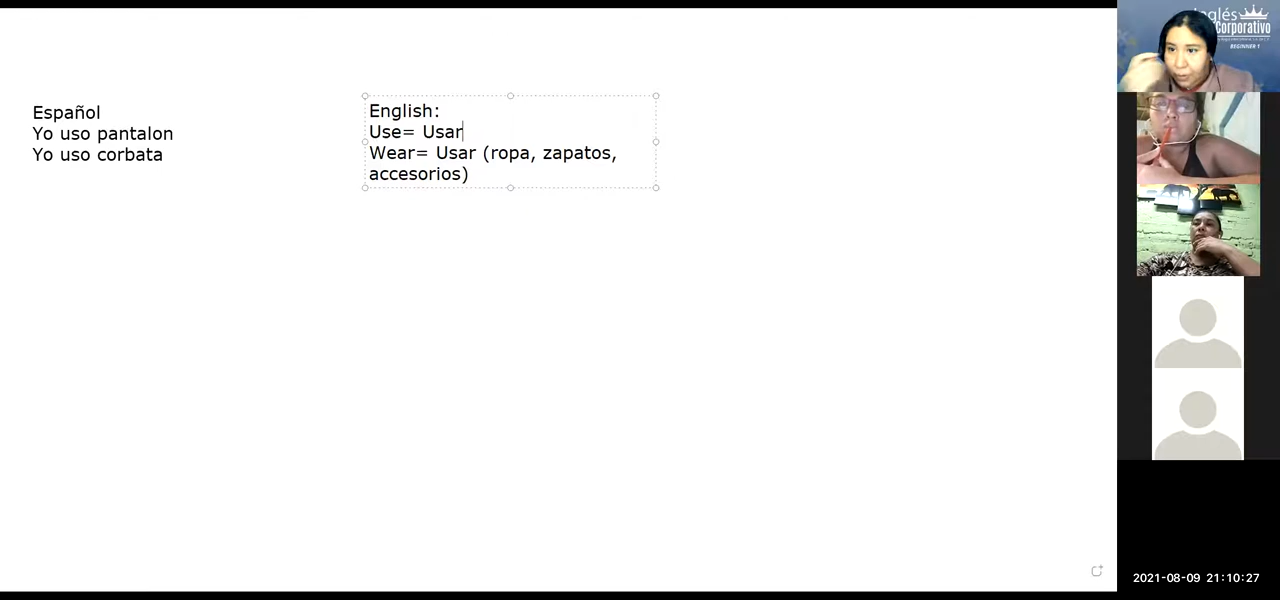 Español
Yo uso pantalon
Yo uso corbata
English:
Use= Usar
Wear= Usar (ropa, zapatos,
accesorios)
Inglés
Corporativo
BEGINNER 1
2021-08-09 21:10:27